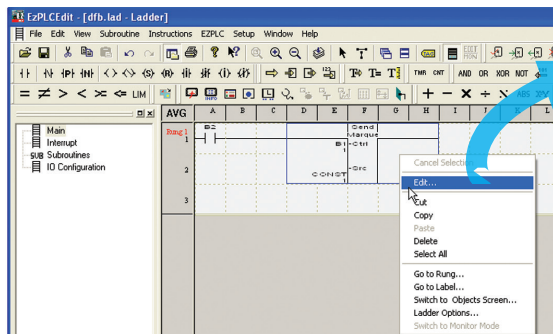 EzPLCEdit - [dfb.lad - Ladder]
File Edit View Subroutine Instructions EZPLC Setup Window Help
TMR CNT AND OR XOR NOT
= ≠ > < >= <= LIM + − × ÷ % ABS
Main
Interrupt
SUB Subroutines
IO Configuration
AVG A B C D E F G H I J K L
Rung 1
1
2
3
B2
Send
Marque
B1 -Ctrl
1
-Src
CONST
1
Cancel Selection
Edit...
Cut
Copy
Paste
Delete
Select All
Go to Rung...
Go to Label...
Switch to Objects Screen...
Ladder Options...
Switch to Monitor Mode